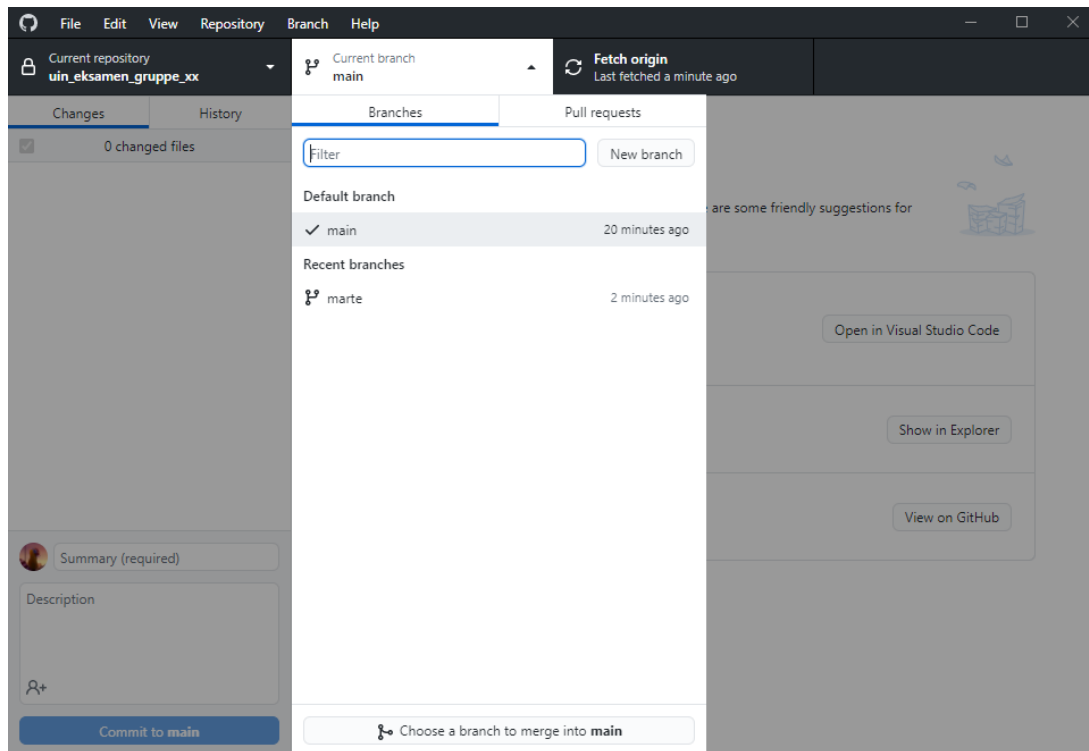 File Edit View Repository Branch Help
Current repository
uin_eksamen_gruppe_xx
Current branch
main
Fetch origin
Last fetched a minute ago
Changes History
0 changed files
Branches Pull requests
Filter
New branch
Default branch
main 20 minutes ago
Recent branches
marte 2 minutes ago
Choose a branch to merge into main
are some friendly suggestions for
Open in Visual Studio Code
Show in Explorer
View on GitHub
Summary (required)
Description
Commit to main